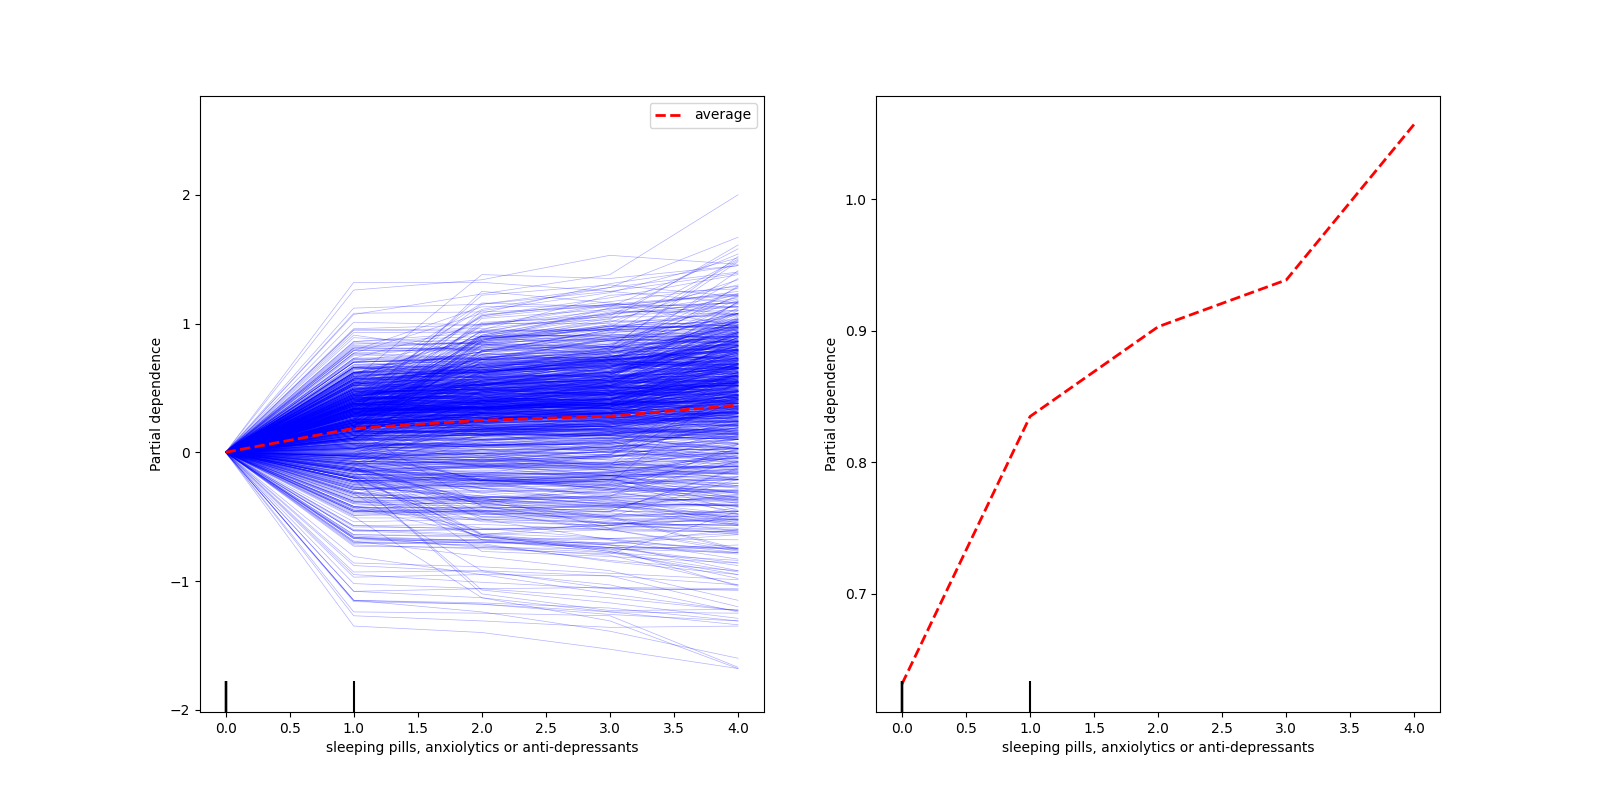 average
2
1
0
−1
−2
Partial dependence
0.0 0.5 1.0 1.5 2.0 2.5 3.0 3.5 4.0
sleeping pills, anxiolytics or anti-depressants
1.0
0.9
0.8
0.7
Partial dependence
0.0 0.5 1.0 1.5 2.0 2.5 3.0 3.5 4.0
sleeping pills, anxiolytics or anti-depressants